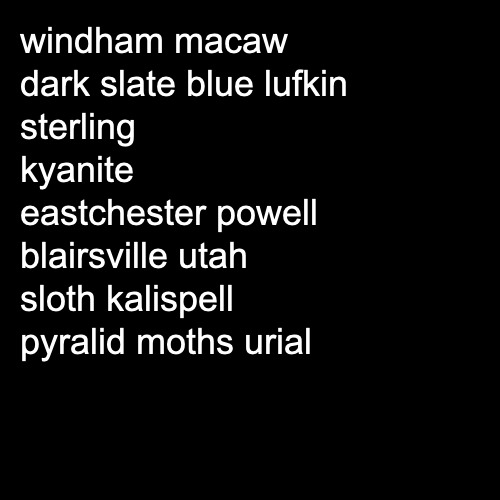 windham macaw
dark slate blue lufkin
sterling
kyanite
eastchester powell
blairsville utah
sloth kalispell
pyralid moths urial